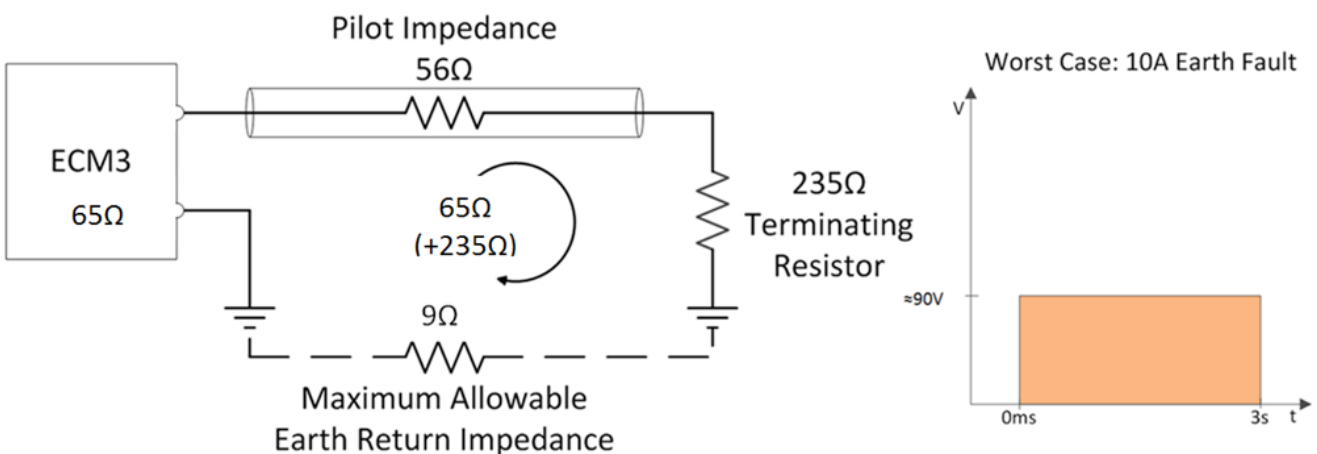 Pilot Impedance
56Ω
ECM3
65Ω
65Ω
(+235Ω)
235Ω
Terminating
Resistor
9Ω
Maximum Allowable
Earth Return Impedance
Worst Case: 10A Earth Fault
V
≈90V
0ms
3s
t